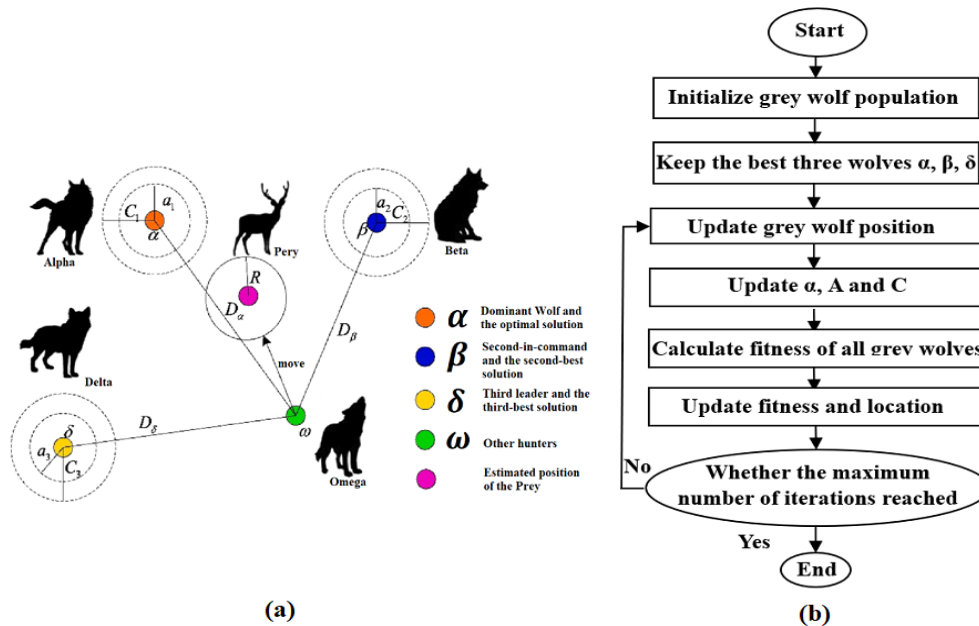 C₁
a₁
α
Alpha
Pery
R
a₂
C₂
β
Beta
D_α
D_β
move
Delta
δ
a₃
C₃
D_δ
ω
Omega
α Dominant Wolf and
the optimal solution
β Second-in-command
and the second-best
solution
δ Third leader and the
third-best solution
ω Other hunters
Estimated position
of the Prey
(a)
Start
Initialize grey wolf population
Keep the best three wolves α, β, δ
Update grey wolf position
Update α, A and C
Calculate fitness of all grey wolves
Update fitness and location
No
Whether the maximum
number of iterations reached
Yes
End
(b)